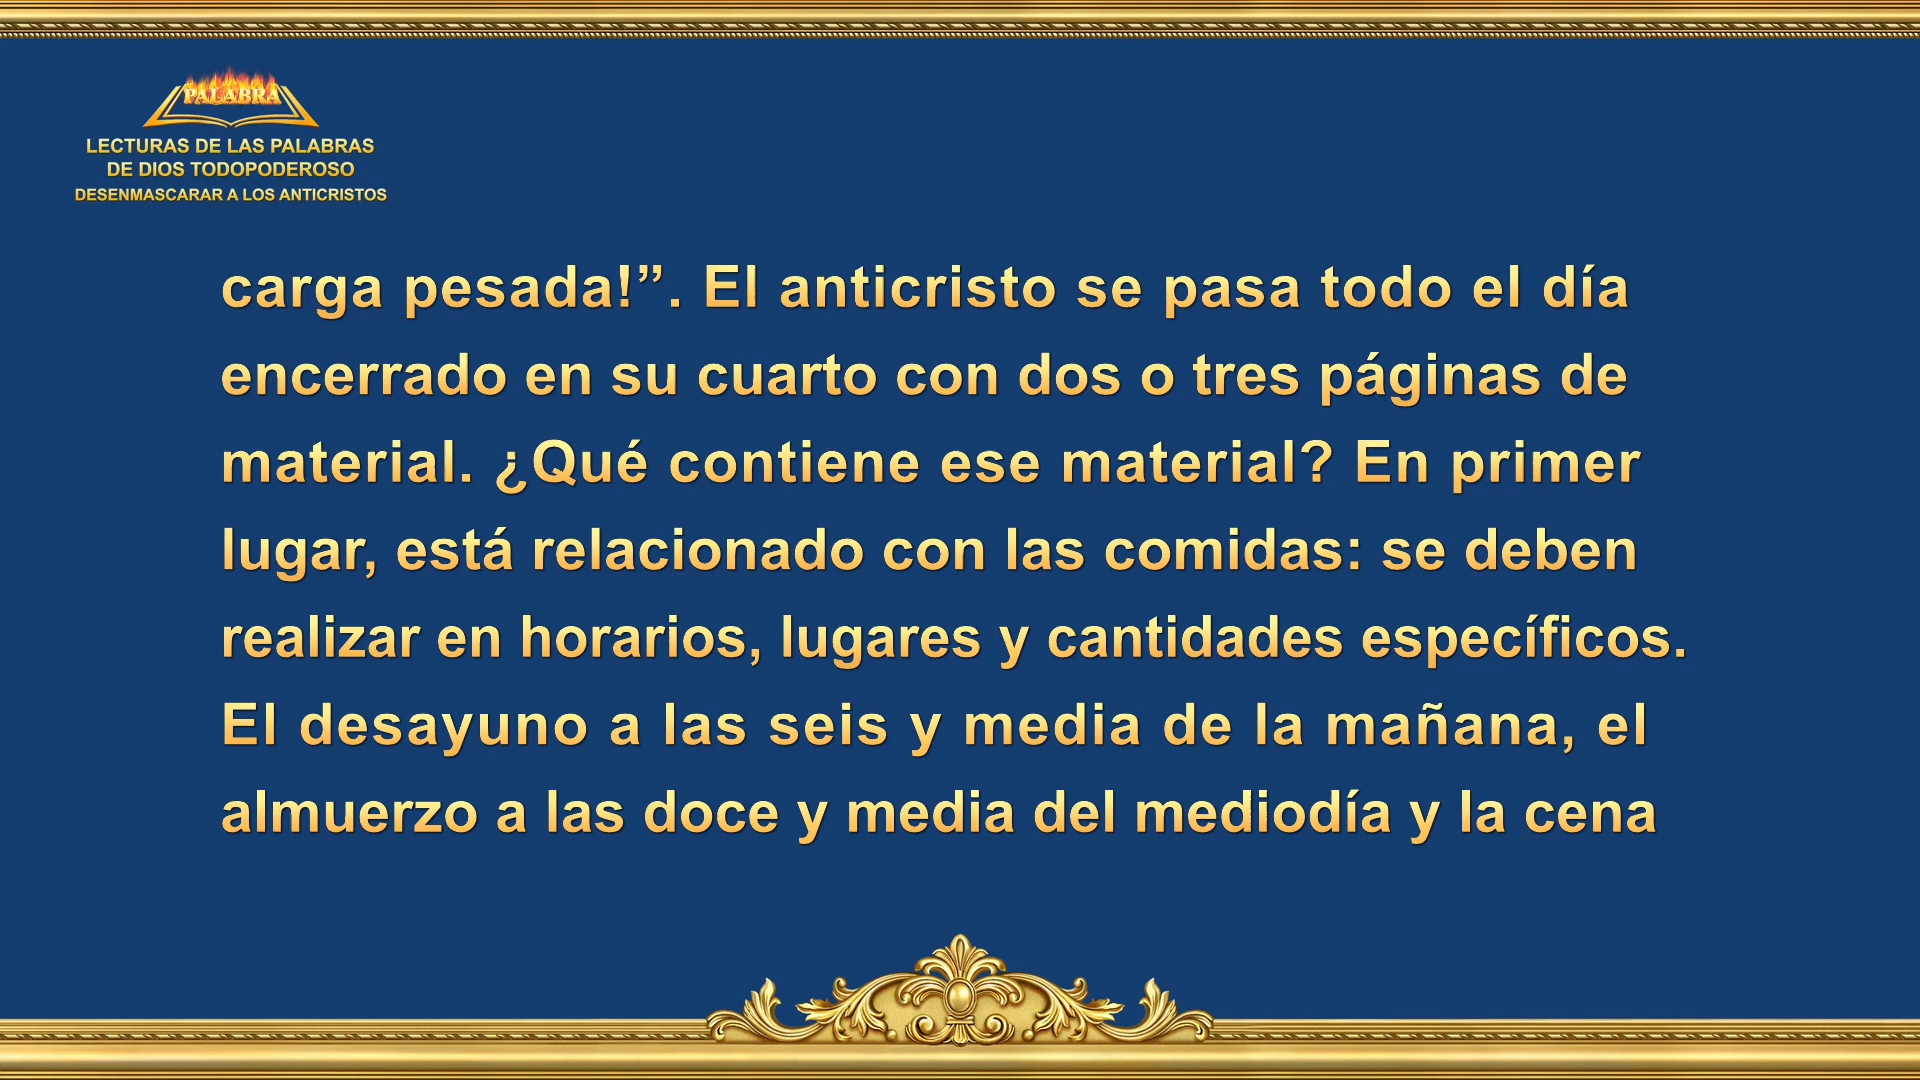 PALABRA
LECTURAS DE LAS PALABRAS
DE DIOS TODOPODEROSO
DESENMASCARAR A LOS ANTICRISTOS
carga pesada!”. El anticristo se pasa todo el día
encerrado en su cuarto con dos o tres páginas de
material. ¿Qué contiene ese material? En primer
lugar, está relacionado con las comidas: se deben
realizar en horarios, lugares y cantidades específicos.
El desayuno a las seis y media de la mañana, el
almuerzo a las doce y media del mediodía y la cena